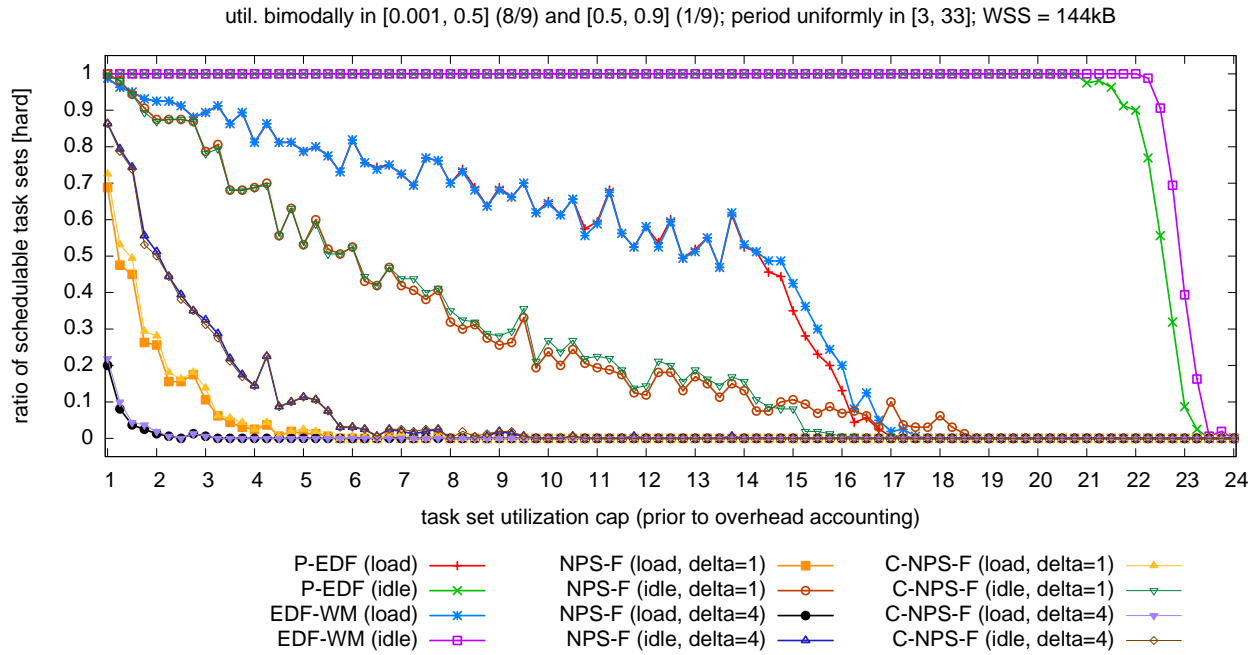 util. bimodally in [0.001, 0.5] (8/9) and [0.5, 0.9] (1/9); period uniformly in [3, 33]; WSS = 144kB
ratio of schedulable task sets [hard]
1
0.9
0.8
0.7
0.6
0.5
0.4
0.3
0.2
0.1
0
1 2 3 4 5 6 7 8 9 10 11 12 13 14 15 16 17 18 19 20 21 22 23 24
task set utilization cap (prior to overhead accounting)
P-EDF (load) NPS-F (load, delta=1) C-NPS-F (load, delta=1)
P-EDF (idle) NPS-F (idle, delta=1) C-NPS-F (idle, delta=1)
EDF-WM (load) NPS-F (load, delta=4) C-NPS-F (load, delta=4)
EDF-WM (idle) NPS-F (idle, delta=4) C-NPS-F (idle, delta=4)